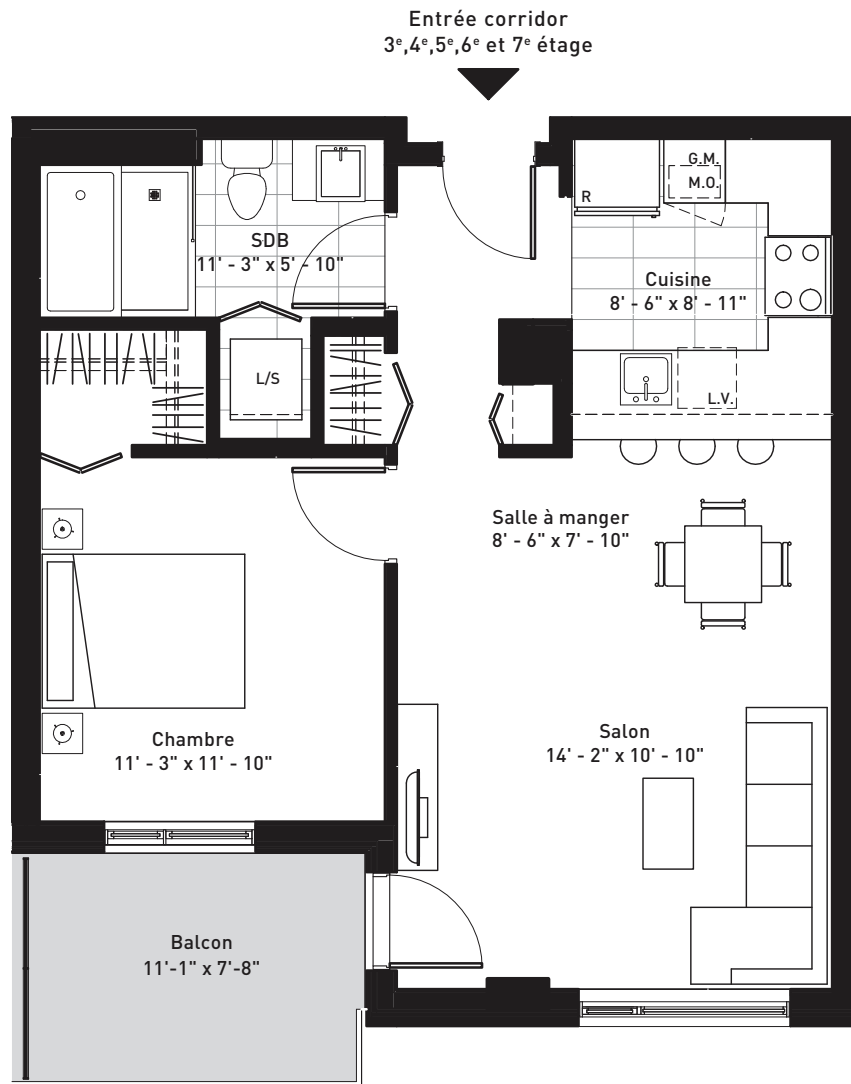 Entrée corridor
3e,4e,5e,6e et 7e étage
G.M.
M.O.
R
SDB
11' - 3" x 5' - 10"
Cuisine
8' - 6" x 8' - 11"
L/S
L.V.
Salle à manger
8' - 6" x 7' - 10"
Chambre
11' - 3" x 11' - 10"
Salon
14' - 2" x 10' - 10"
Balcon
11'-1" x 7'-8"